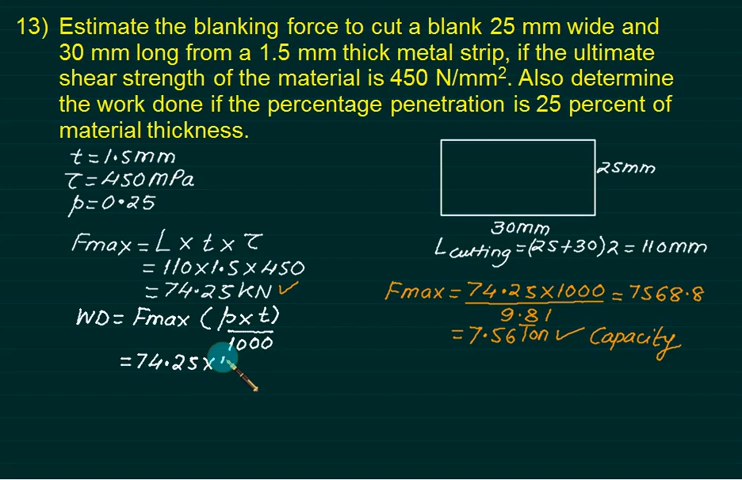 13) Estimate the blanking force to cut a blank 25 mm wide and
30 mm long from a 1.5 mm thick metal strip, if the ultimate
shear strength of the material is 450 N/mm². Also determine
the work done if the percentage penetration is 25 percent of
material thickness.
t=1.5mm
τ=450MPa
p=0.25
25mm
30mm
L cutting=(25+30)2=110mm
Fmax=L×t×τ
=110×1.5×450
=74.25KN✓
Fmax=74.25×1000/9.81=7568.8
=7.56Ton✓ Capacity
WD=Fmax(p×t)/1000
=74.25×